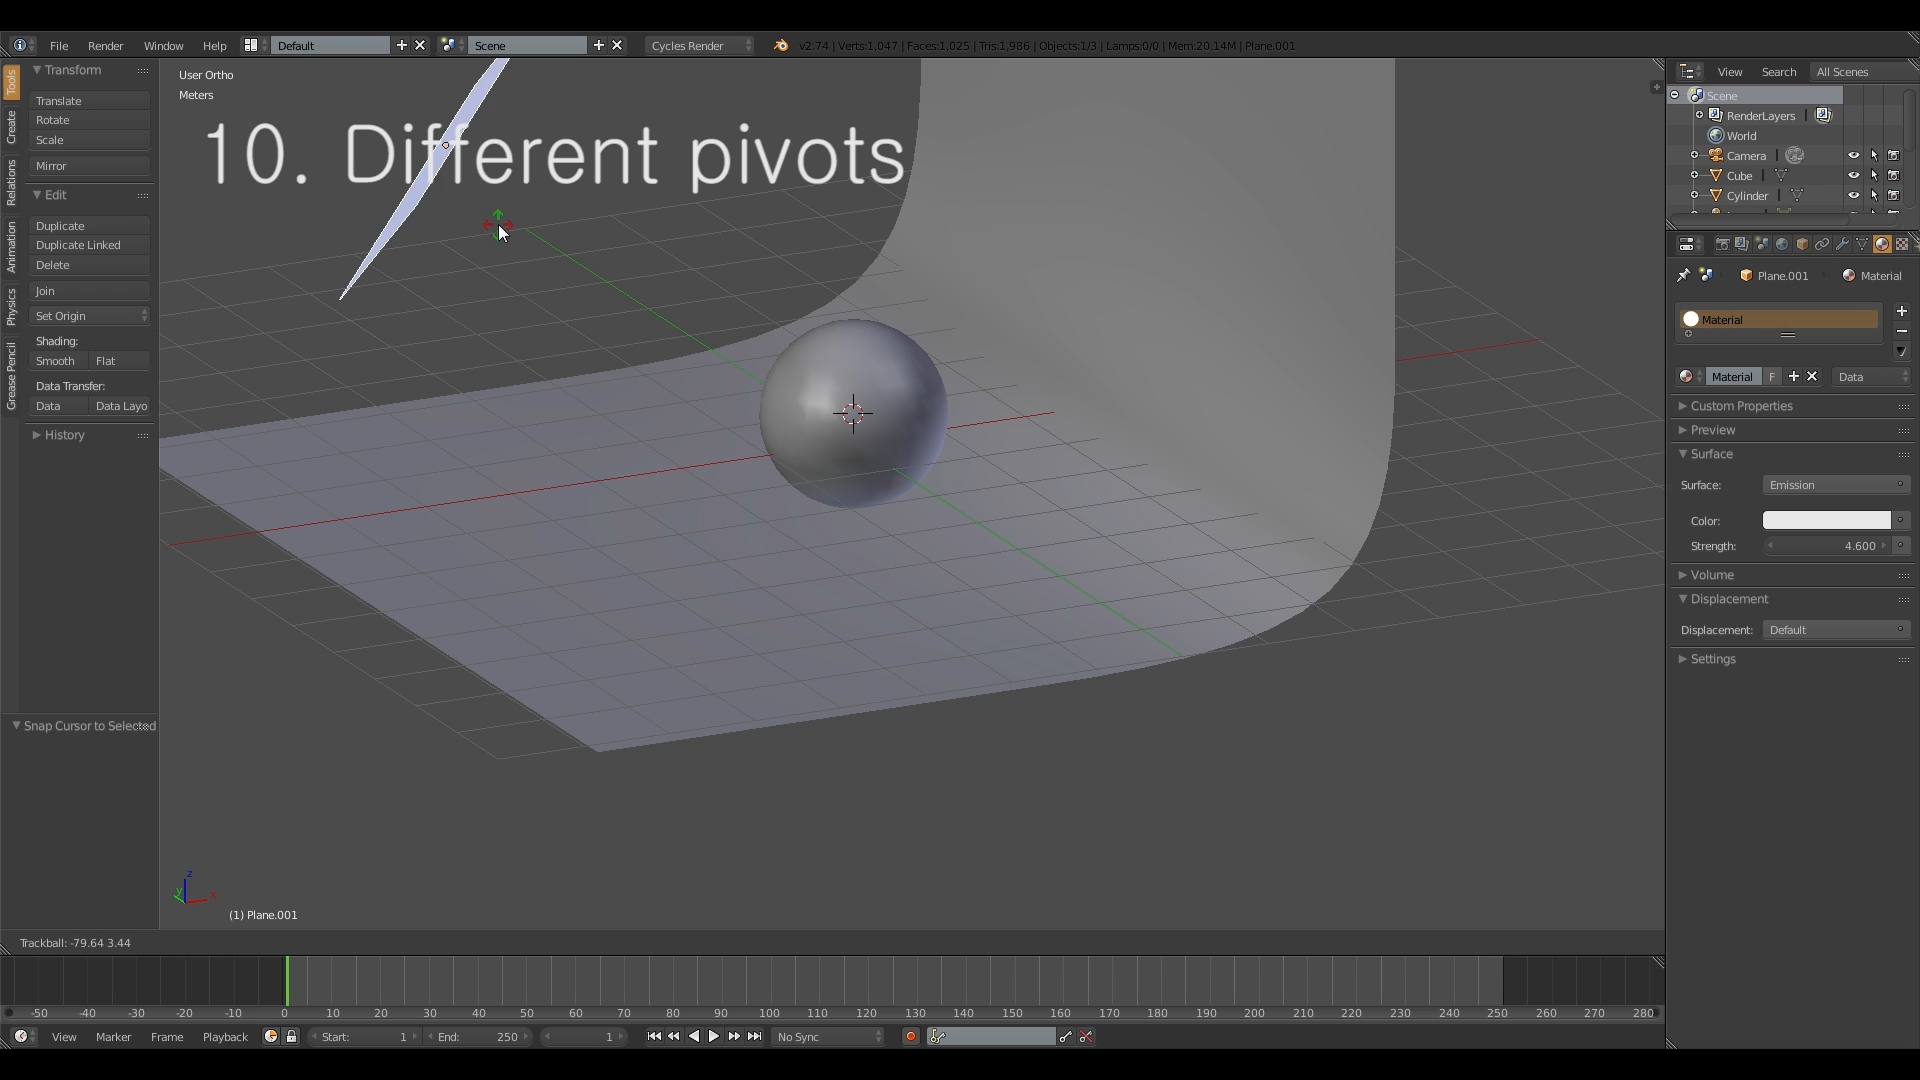 File Render Window Help Default Scene Cycles Render v2.74 | Verts:1,047 | Faces:1,025 | Tris:1,986 | Objects:1/3 | Lamps:0/0 | Mem:20.14M | Plane.001
Tools
Create
Relations
Animation
Physics
Grease Pencil
Transform
Translate
Rotate
Scale
Mirror
Edit
Duplicate
Duplicate Linked
Delete
Join
Set Origin
Shading:
Smooth Flat
Data Transfer:
Data Data Layo
History
Snap Cursor to Selected
User Ortho
Meters
10. Different pivots
z
y x
(1) Plane.001
View Search All Scenes
Scene
RenderLayers |
World
Camera |
Cube |
Cylinder |
Plane.001 Material
Material
Material F Data
Custom Properties
Preview
Surface
Surface: Emission
Color:
Strength: 4.600
Volume
Displacement
Displacement: Default
Settings
Trackball: -79.64 3.44
-50 -40 -30 -20 -10 0 10 20 30 40 50 60 70 80 90 100 110 120 130 140 150 160 170 180 190 200 210 220 230 240 250 260 270 280
View Marker Frame Playback Start: 1 End: 250 1 No Sync